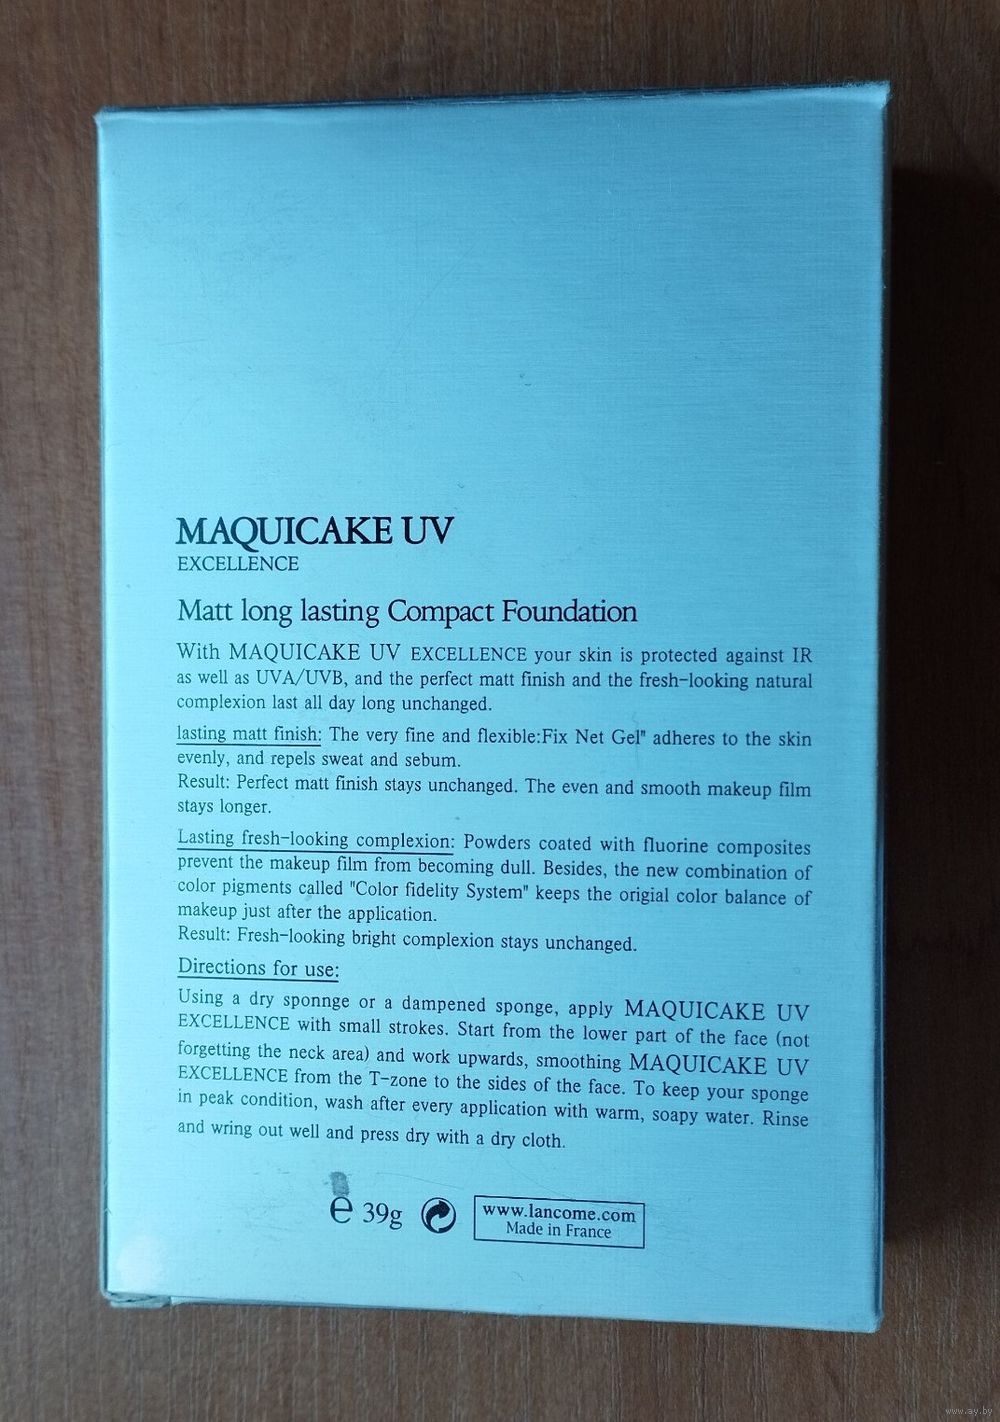 MAQUICAKE UV
EXCELLENCE
Matt long lasting Compact Foundation
With MAQUICAKE UV EXCELLENCE your skin is protected against IR
as well as UVA/UVB, and the perfect matt finish and the fresh-looking natural
complexion last all day long unchanged.
lasting matt finish: The very fine and flexible:Fix Net Gel" adheres to the skin
evenly, and repels sweat and sebum.
Result: Perfect matt finish stays unchanged. The even and smooth makeup film
stays longer.
Lasting fresh-looking complexion: Powders coated with fluorine composites
prevent the makeup film from becoming dull. Besides, the new combination of
color pigments called "Color fidelity System" keeps the origial color balance of
makeup just after the application.
Result: Fresh-looking bright complexion stays unchanged.
Directions for use:
Using a dry sponnge or a dampened sponge, apply MAQUICAKE UV
EXCELLENCE with small strokes. Start from the lower part of the face (not
forgetting the neck area) and work upwards, smoothing MAQUICAKE UV
EXCELLENCE from the T-zone to the sides of the face. To keep your sponge
in peak condition, wash after every application with warm, soapy water. Rinse
and wring out well and press dry with a dry cloth.
℮ 39g
www.lancome.com
Made in France
www.ay.by